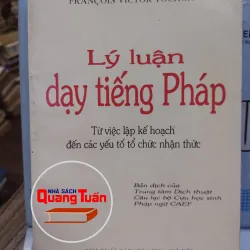 FRANÇOIS VICTOR TOCHON
Lý luận
dạy tiếng Pháp
Từ việc lập kế hoạch
đến các yếu tố tổ chức nhận thức
NHÀ SÁCH
Quang Tuấn
Bản dịch của
Trung tâm Dịch thuật
Câu lạc bộ Cựu học sinh
Pháp ngữ CAEF